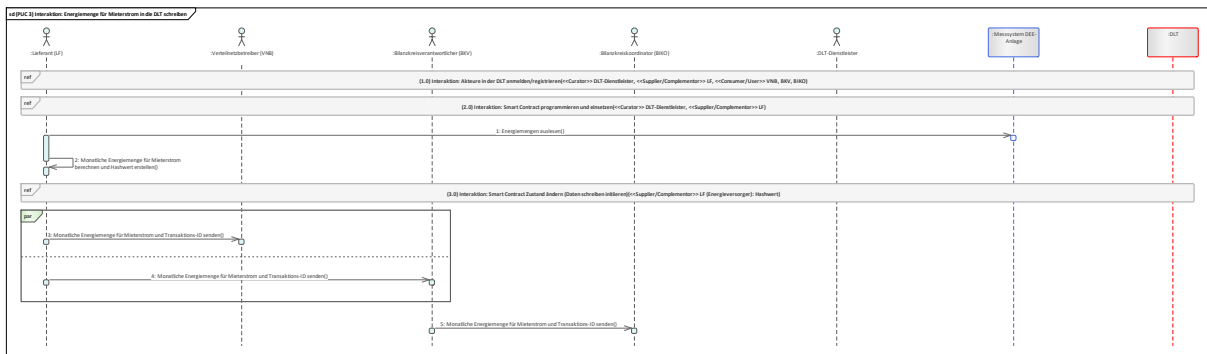 sd (PUC 3) Interaktion: Energiemenge für Mieterstrom in die DLT schreiben
:Lieferant (LF)
:Verteilnetzbetreiber (VNB)
:Bilanzkreisverantwortlicher (BKV)
:Bilanzkreiskoordinator (BIKO)
:DLT-Dienstleister
:Messsystem DEE-
Anlage
:DLT
ref
(1.0) Interaktion: Akteure in der DLT anmelden/registrieren(<<Curator>> DLT-Dienstleister, <<Supplier/Complementor>> LF, <<Consumer/User>> VNB, BKV, BIKO)
ref
(2.0) Interaktion: Smart Contract programmieren und einsetzen(<<Curator>> DLT-Dienstleister, <<Supplier/Complementor>> LF)
1: Energiemengen auslesen()
2: Monatliche Energiemenge für Mieterstrom
berechnen und Hashwert erstellen()
ref
(3.0) Interaktion: Smart Contract Zustand ändern (Daten schreiben initiieren)(<<Supplier/Complementor>> LF (Energieversorger): Hashwert)
par
3: Monatliche Energiemenge für Mieterstrom und Transaktions-ID senden()
4: Monatliche Energiemenge für Mieterstrom und Transaktions-ID senden()
5: Monatliche Energiemenge für Mieterstrom und Transaktions-ID senden()